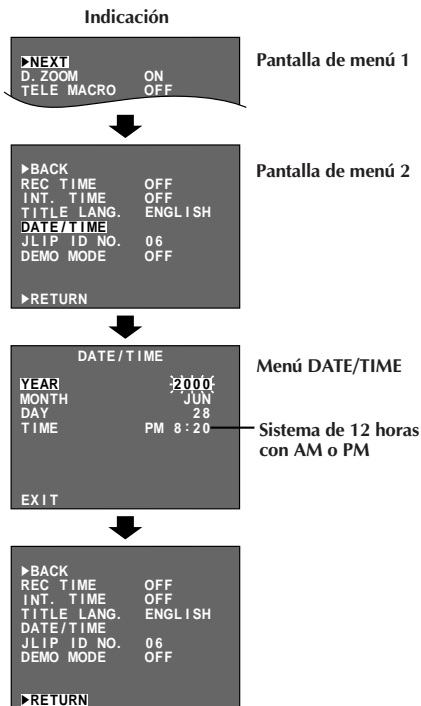 Indicación
▶NEXT
D. ZOOM ON
TELE MACRO OFF
Pantalla de menú 1
▶BACK
REC TIME OFF
INT. TIME OFF
TITLE LANG. ENGLISH
DATE/TIME
JLIP ID NO. 06
DEMO MODE OFF
▶RETURN
Pantalla de menú 2
DATE/TIME
YEAR 2000
MONTH JUN
DAY 28
TIME PM 8:20
EXIT
Menú DATE/TIME
Sistema de 12 horas
con AM o PM
▶BACK
REC TIME OFF
INT. TIME OFF
TITLE LANG. ENGLISH
DATE/TIME
JLIP ID NO. 06
DEMO MODE OFF
▶RETURN